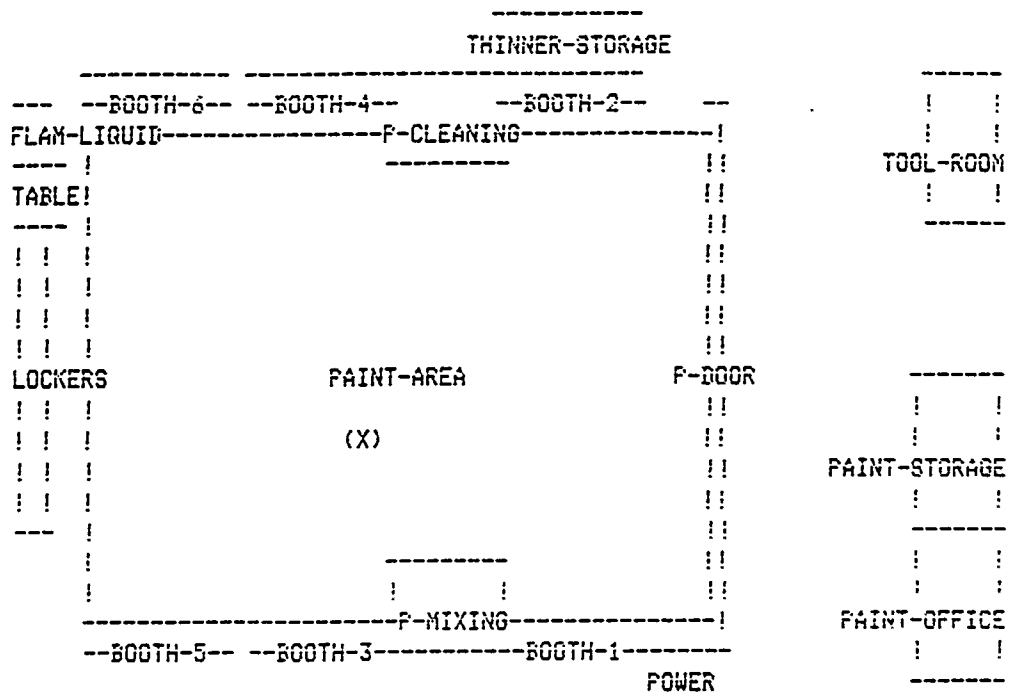 THINNER-STORAGE
--BOOTH-6-- --BOOTH-4-- --BOOTH-2--
FLAM-LIQUID P-CLEANING
TOOL-ROOM
TABLE
LOCKERS PAINT-AREA P-DOOR
(X)
PAINT-STORAGE
P-MIXING PAINT-OFFICE
--BOOTH-5-- --BOOTH-3-----------BOOTH-1--------
POWER